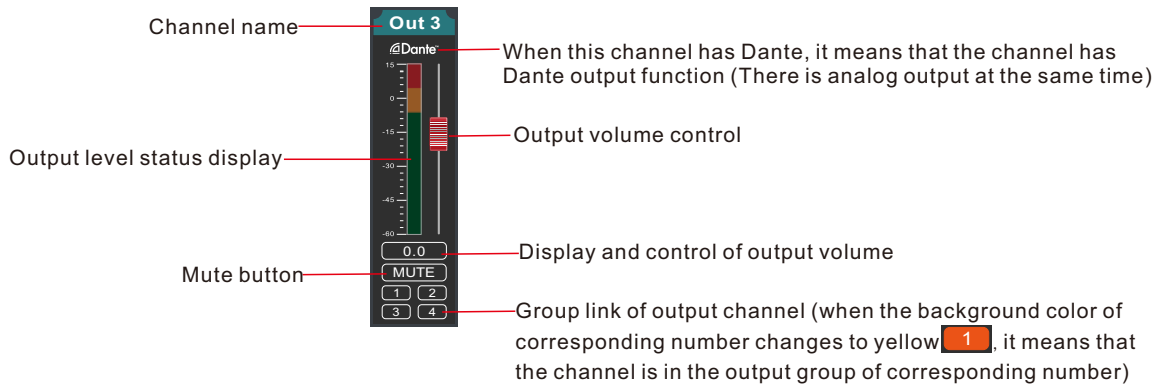 Channel name
Out 3
Dante
When this channel has Dante, it means that the channel has
Dante output function (There is analog output at the same time)
15
0
-15
-30
-45
-60
Output volume control
Output level status display
0.0
Display and control of output volume
Mute button
MUTE
1 2
3 4
Group link of output channel (when the background color of
corresponding number changes to yellow 1 , it means that
the channel is in the output group of corresponding number)